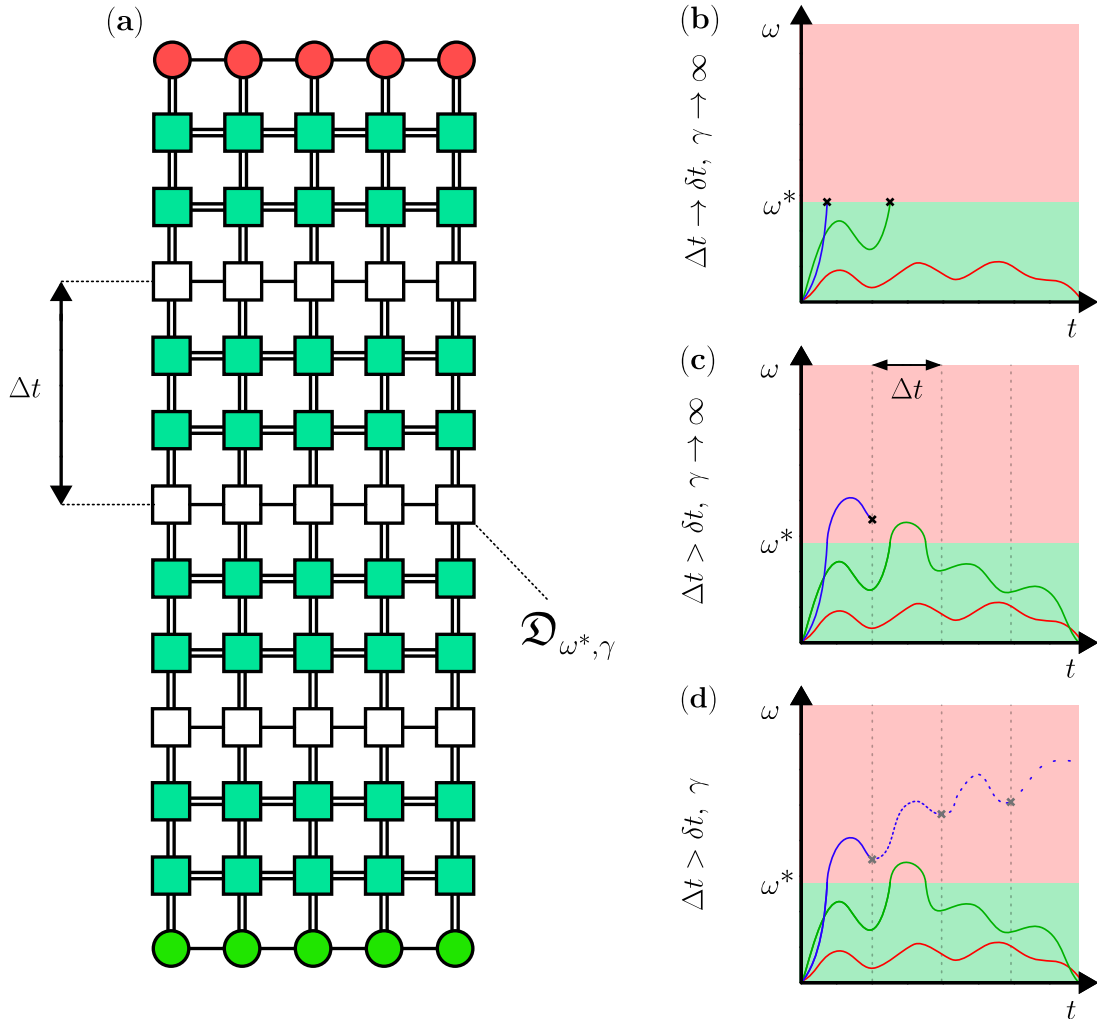 (a)
Δt
𝔇ω*,γ
(b)
Δt → δt, γ → ∞
ω
ω*
t
(c)
Δt > δt, γ → ∞
ω
Δt
ω*
t
(d)
Δt > δt, γ
ω
ω*
t